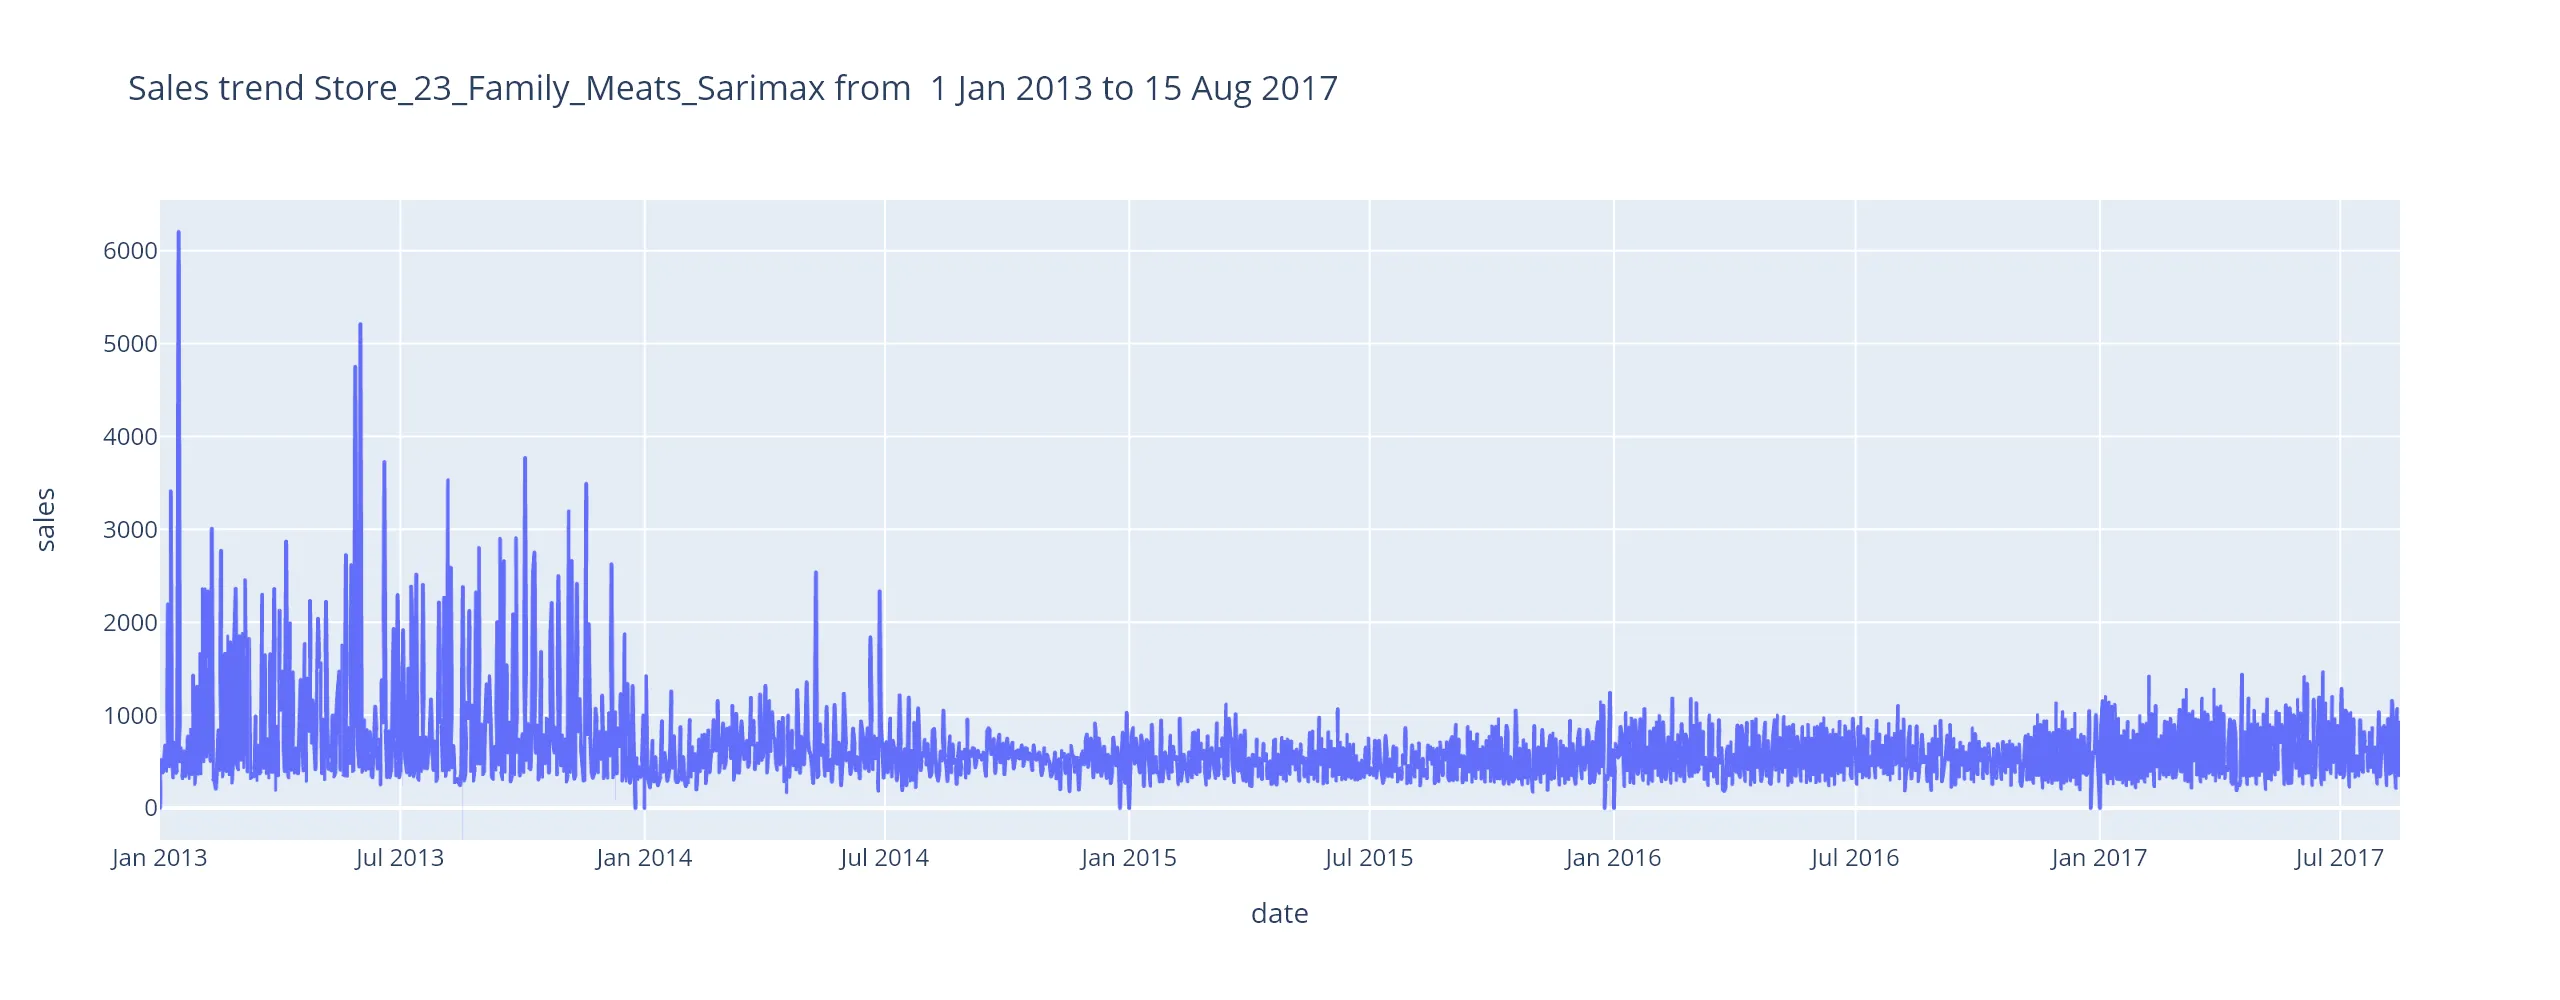 Sales trend Store_23_Family_Meats_Sarimax from  1 Jan 2013 to 15 Aug 2017
6000
5000
4000
3000
2000
1000
0
sales
Jan 2013 Jul 2013 Jan 2014 Jul 2014 Jan 2015 Jul 2015 Jan 2016 Jul 2016 Jan 2017 Jul 2017
date